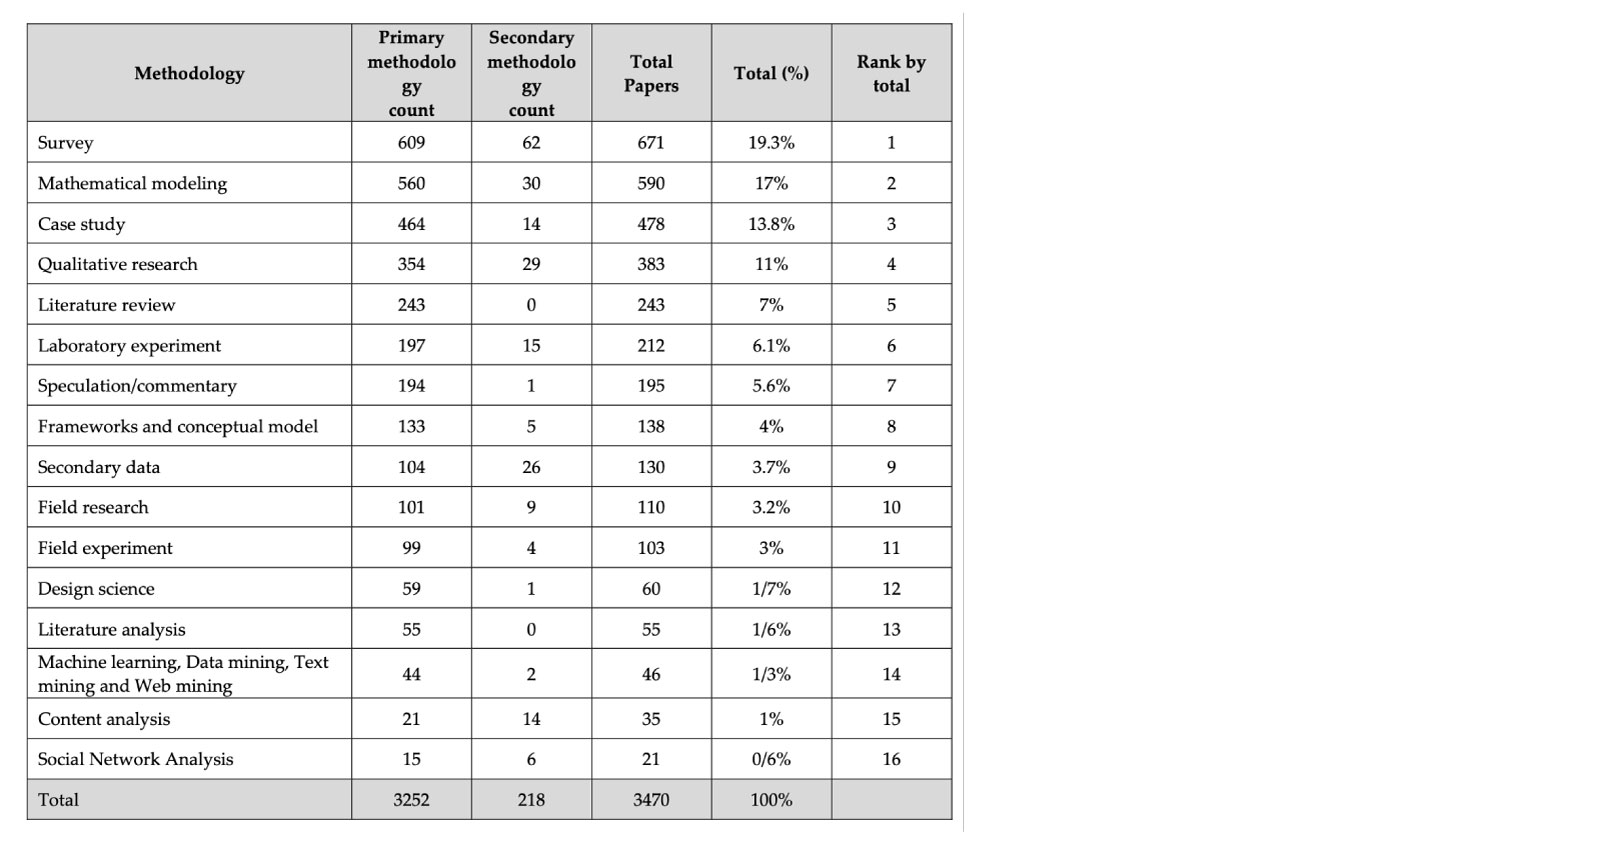 Methodology Primary methodolo gy count Secondary methodolo gy count Total Papers Total (%) Rank by total
Survey 609 62 671 19.3% 1
Mathematical modeling 560 30 590 17% 2
Case study 464 14 478 13.8% 3
Qualitative research 354 29 383 11% 4
Literature review 243 0 243 7% 5
Laboratory experiment 197 15 212 6.1% 6
Speculation/commentary 194 1 195 5.6% 7
Frameworks and conceptual model 133 5 138 4% 8
Secondary data 104 26 130 3.7% 9
Field research 101 9 110 3.2% 10
Field experiment 99 4 103 3% 11
Design science 59 1 60 1/7% 12
Literature analysis 55 0 55 1/6% 13
Machine learning, Data mining, Text mining and Web mining 44 2 46 1/3% 14
Content analysis 21 14 35 1% 15
Social Network Analysis 15 6 21 0/6% 16
Total 3252 218 3470 100%